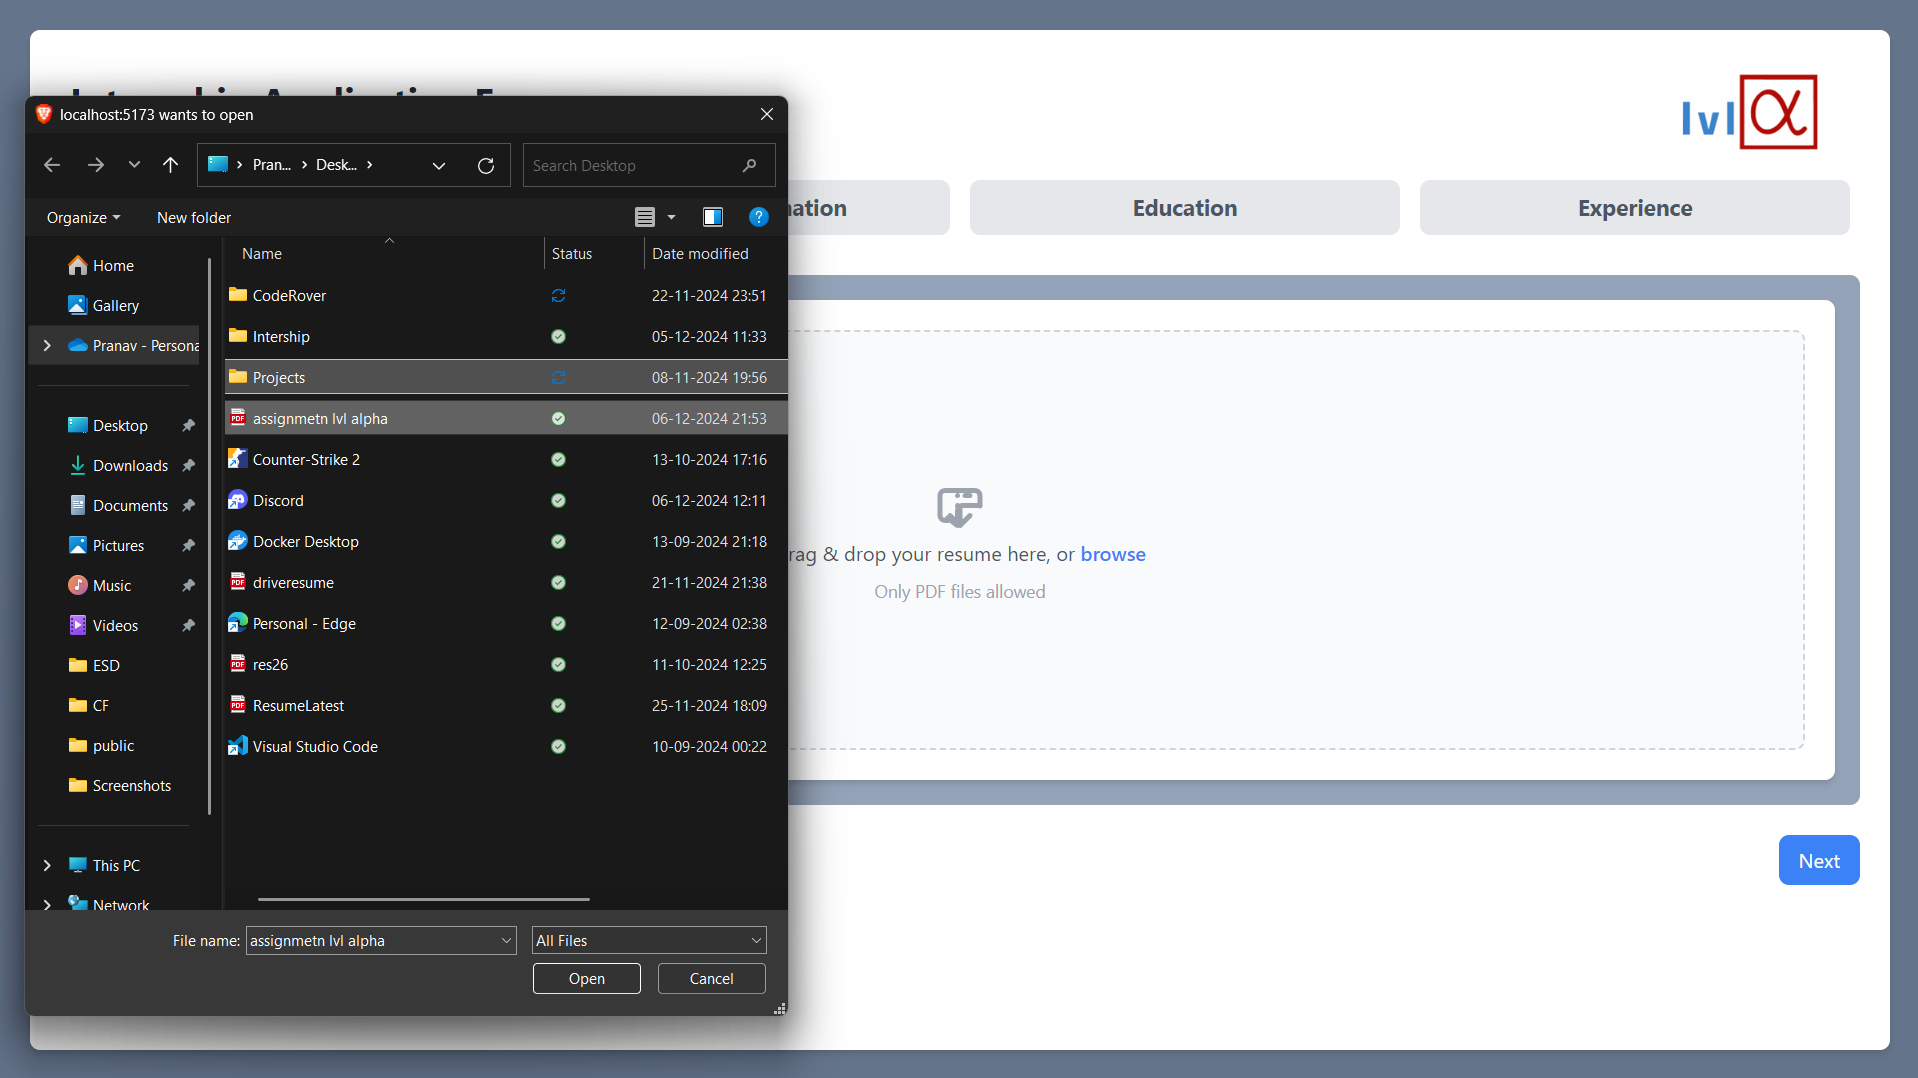 localhost:5173 wants to open
Pran...
Desk...
Search Desktop
Organize
New folder
Home
Gallery
Pranav - Persona
Desktop
Downloads
Documents
Pictures
Music
Videos
ESD
CF
public
Screenshots
This PC
Network
Name Status Date modified
CodeRover 22-11-2024 23:51
Intership 05-12-2024 11:33
Projects 08-11-2024 19:56
assignmetn lvl alpha 06-12-2024 21:53
Counter-Strike 2 13-10-2024 17:16
Discord 06-12-2024 12:11
Docker Desktop 13-09-2024 21:18
driveresume 21-11-2024 21:38
Personal - Edge 12-09-2024 02:38
res26 11-10-2024 12:25
ResumeLatest 25-11-2024 18:09
Visual Studio Code 10-09-2024 00:22
File name: assignmetn lvl alpha
All Files
Open
Cancel
lvl α
ation
Education
Experience
rag & drop your resume here, or browse
Only PDF files allowed
Next